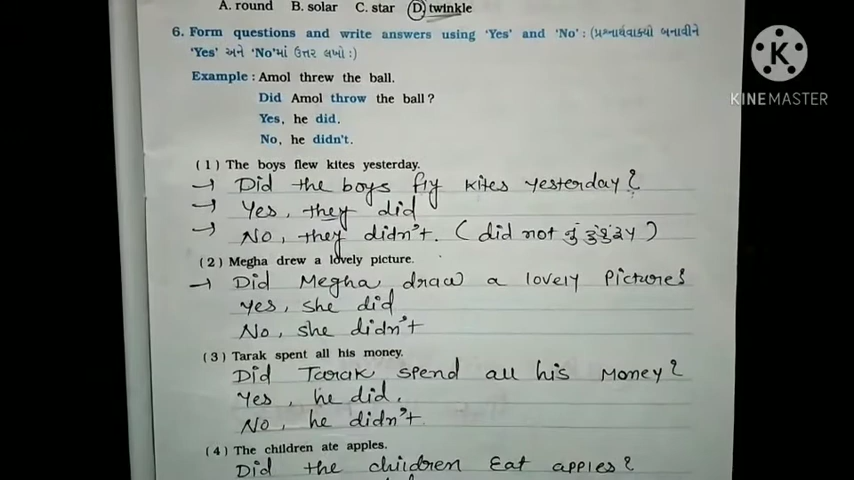 A. round B. solar C. star D. twinkle
6. Form questions and write answers using 'Yes' and 'No' : (પ્રશ્નાર્થવાક્યો બનાવીને
'Yes' અને 'No'માં ઉત્તર લખો :)
Example : Amol threw the ball.
Did Amol throw the ball?
Yes, he did.
No, he didn't.
(1) The boys flew kites yesterday.
→ Did the boys fly kites yesterday?
→ Yes, they did
→ No, they didn't. (did not નું ટુંકુંરૂપ)
(2) Megha drew a lovely picture.
→ Did Megha draw a lovely Pictures
Yes, she did
No, she didn't
(3) Tarak spent all his money.
Did Tarak spend all his Money?
Yes, he did.
No, he didn't
(4) The children ate apples.
Did the children Eat apples?
KINEMASTER